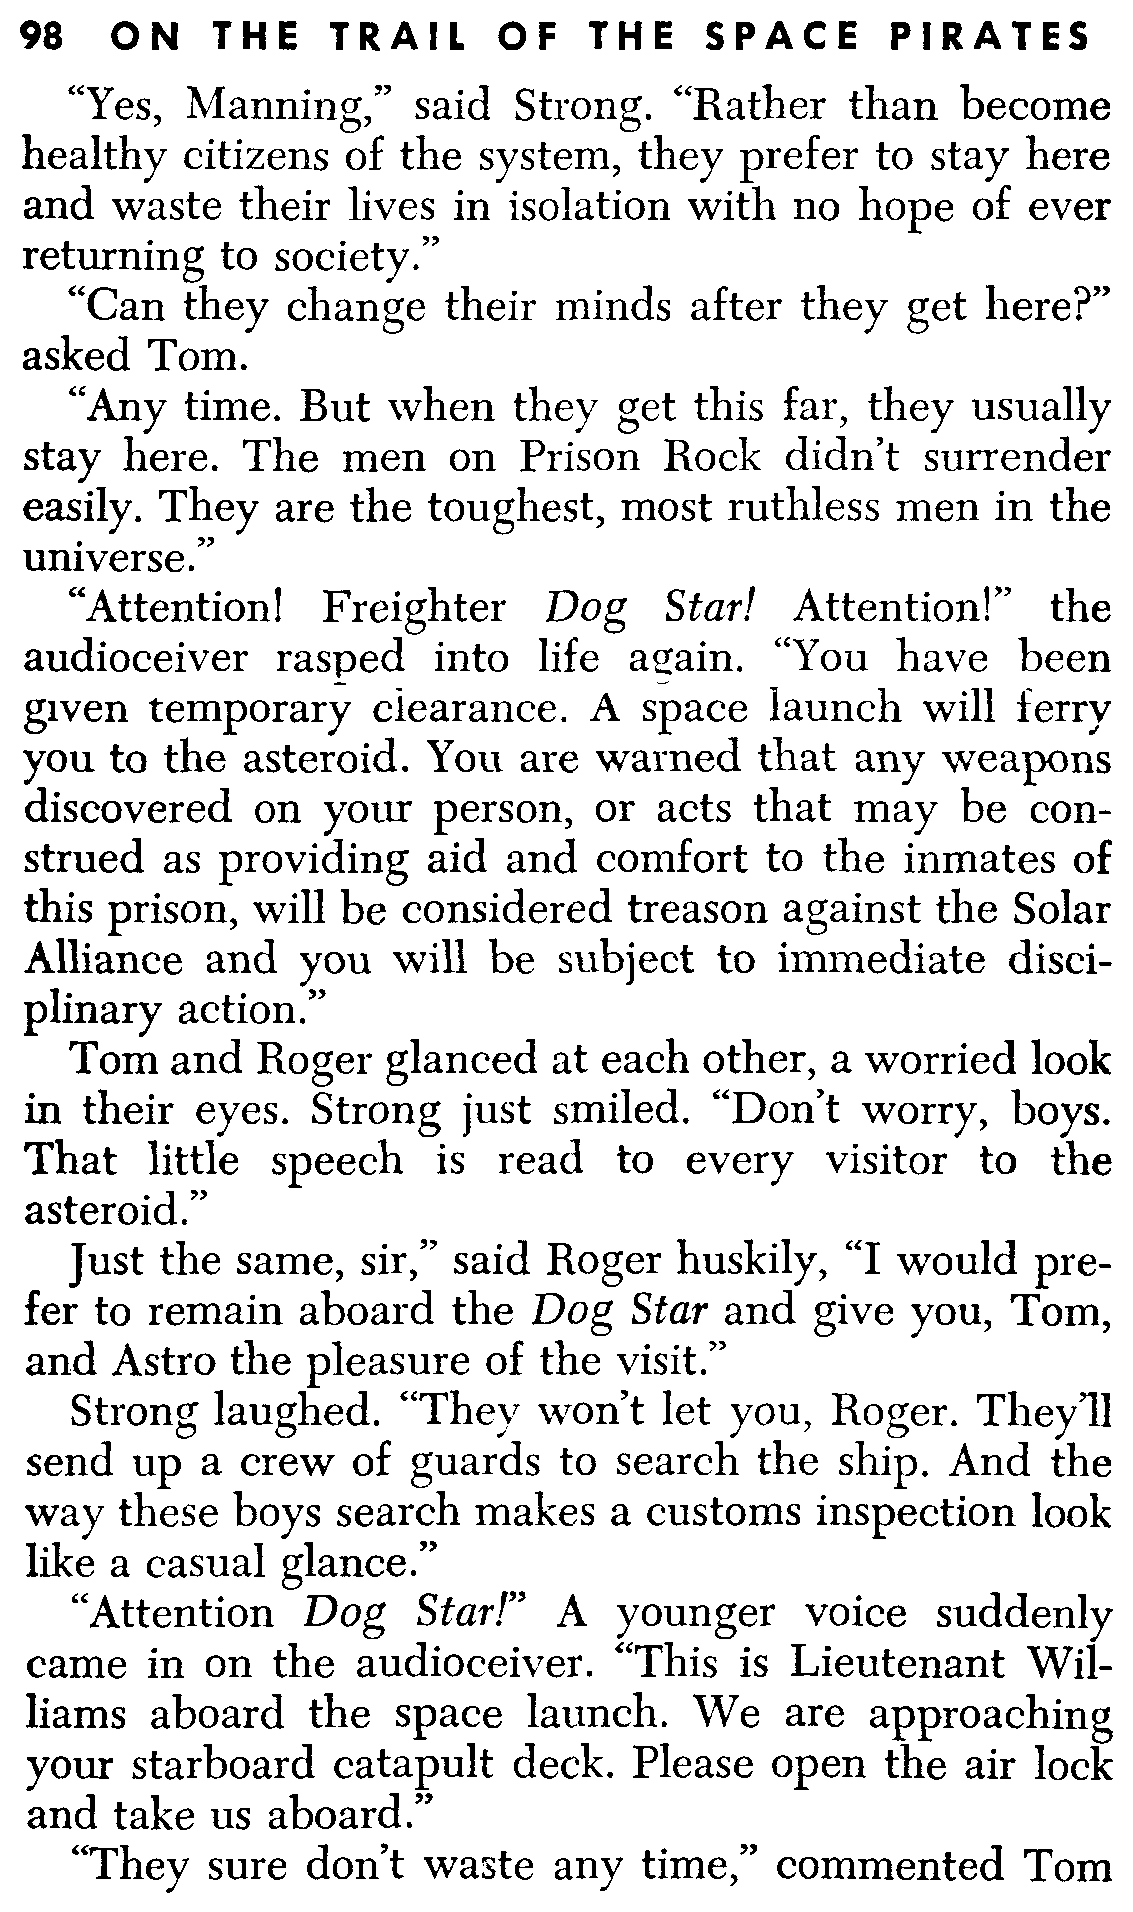 98 ON THE TRAIL OF THE SPACE PIRATES
“Yes, Manning,” said Strong. “Rather than become
healthy citizens of the system, they prefer to stay here
and waste their lives in isolation with no hope of ever
returning to society.”
“Can they change their minds after they get here?”
asked Tom.
“Any time. But when they get this far, they usually
stay here. The men on Prison Rock didn’t surrender
easily. They are the toughest, most ruthless men in the
universe.”
“Attention! Freighter Dog Star! Attention!” the
audioceiver rasped into life again. “You have been
given temporary clearance. A space launch will ferry
you to the asteroid. You are warned that any weapons
discovered on your person, or acts that may be con-
strued as providing aid and comfort to the inmates of
this prison, will be considered treason against the Solar
Alliance and you will be subject to immediate disci-
plinary action.”
Tom and Roger glanced at each other, a worried look
in their eyes. Strong just smiled. “Don’t worry, boys.
That little speech is read to every visitor to the
asteroid.”
Just the same, sir,” said Roger huskily, “I would pre-
fer to remain aboard the Dog Star and give you, Tom,
and Astro the pleasure of the visit.”
Strong laughed. “They won’t let you, Roger. They’ll
send up a crew of guards to search the ship. And the
way these boys search makes a customs inspection look
like a casual glance.”
“Attention Dog Star!” A younger voice suddenly
came in on the audioceiver. “This is Lieutenant Wil-
liams aboard the space launch. We are approaching
your starboard catapult deck. Please open the air lock
and take us aboard.”
“They sure don’t waste any time,” commented Tom